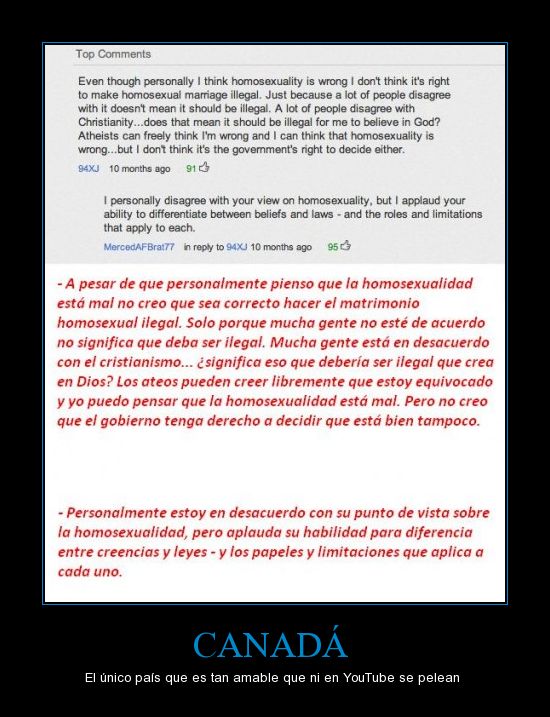 Top Comments
Even though personally I think homosexuality is wrong I don't think it's right
to make homosexual marriage illegal. Just because a lot of people disagree
with it doesn't mean it should be illegal. A lot of people disagree with
Christianity...does that mean it should be illegal for me to believe in God?
Atheists can freely think I'm wrong and I can think that homosexuality is
wrong...but I don't think it's the government's right to decide either.
94XJ 10 months ago 91
I personally disagree with your view on homosexuality, but I applaud your
ability to differentiate between beliefs and laws - and the roles and limitations
that apply to each.
MercedAFBrat77 in reply to 94XJ 10 months ago 95
- A pesar de que personalmente pienso que la homosexualidad
está mal no creo que sea correcto hacer el matrimonio
homosexual ilegal. Solo porque mucha gente no esté de acuerdo
no significa que deba ser ilegal. Mucha gente está en desacuerdo
con el cristianismo... ¿significa eso que debería ser ilegal que crea
en Dios? Los ateos pueden creer libremente que estoy equivocado
y yo puedo pensar que la homosexualidad está mal. Pero no creo
que el gobierno tenga derecho a decidir que está bien tampoco.
- Personalmente estoy en desacuerdo con su punto de vista sobre
la homosexualidad, pero aplauda su habilidad para diferencia
entre creencias y leyes - y los papeles y limitaciones que aplica a
cada uno.
CANADÁ
El único país que es tan amable que ni en YouTube se pelean